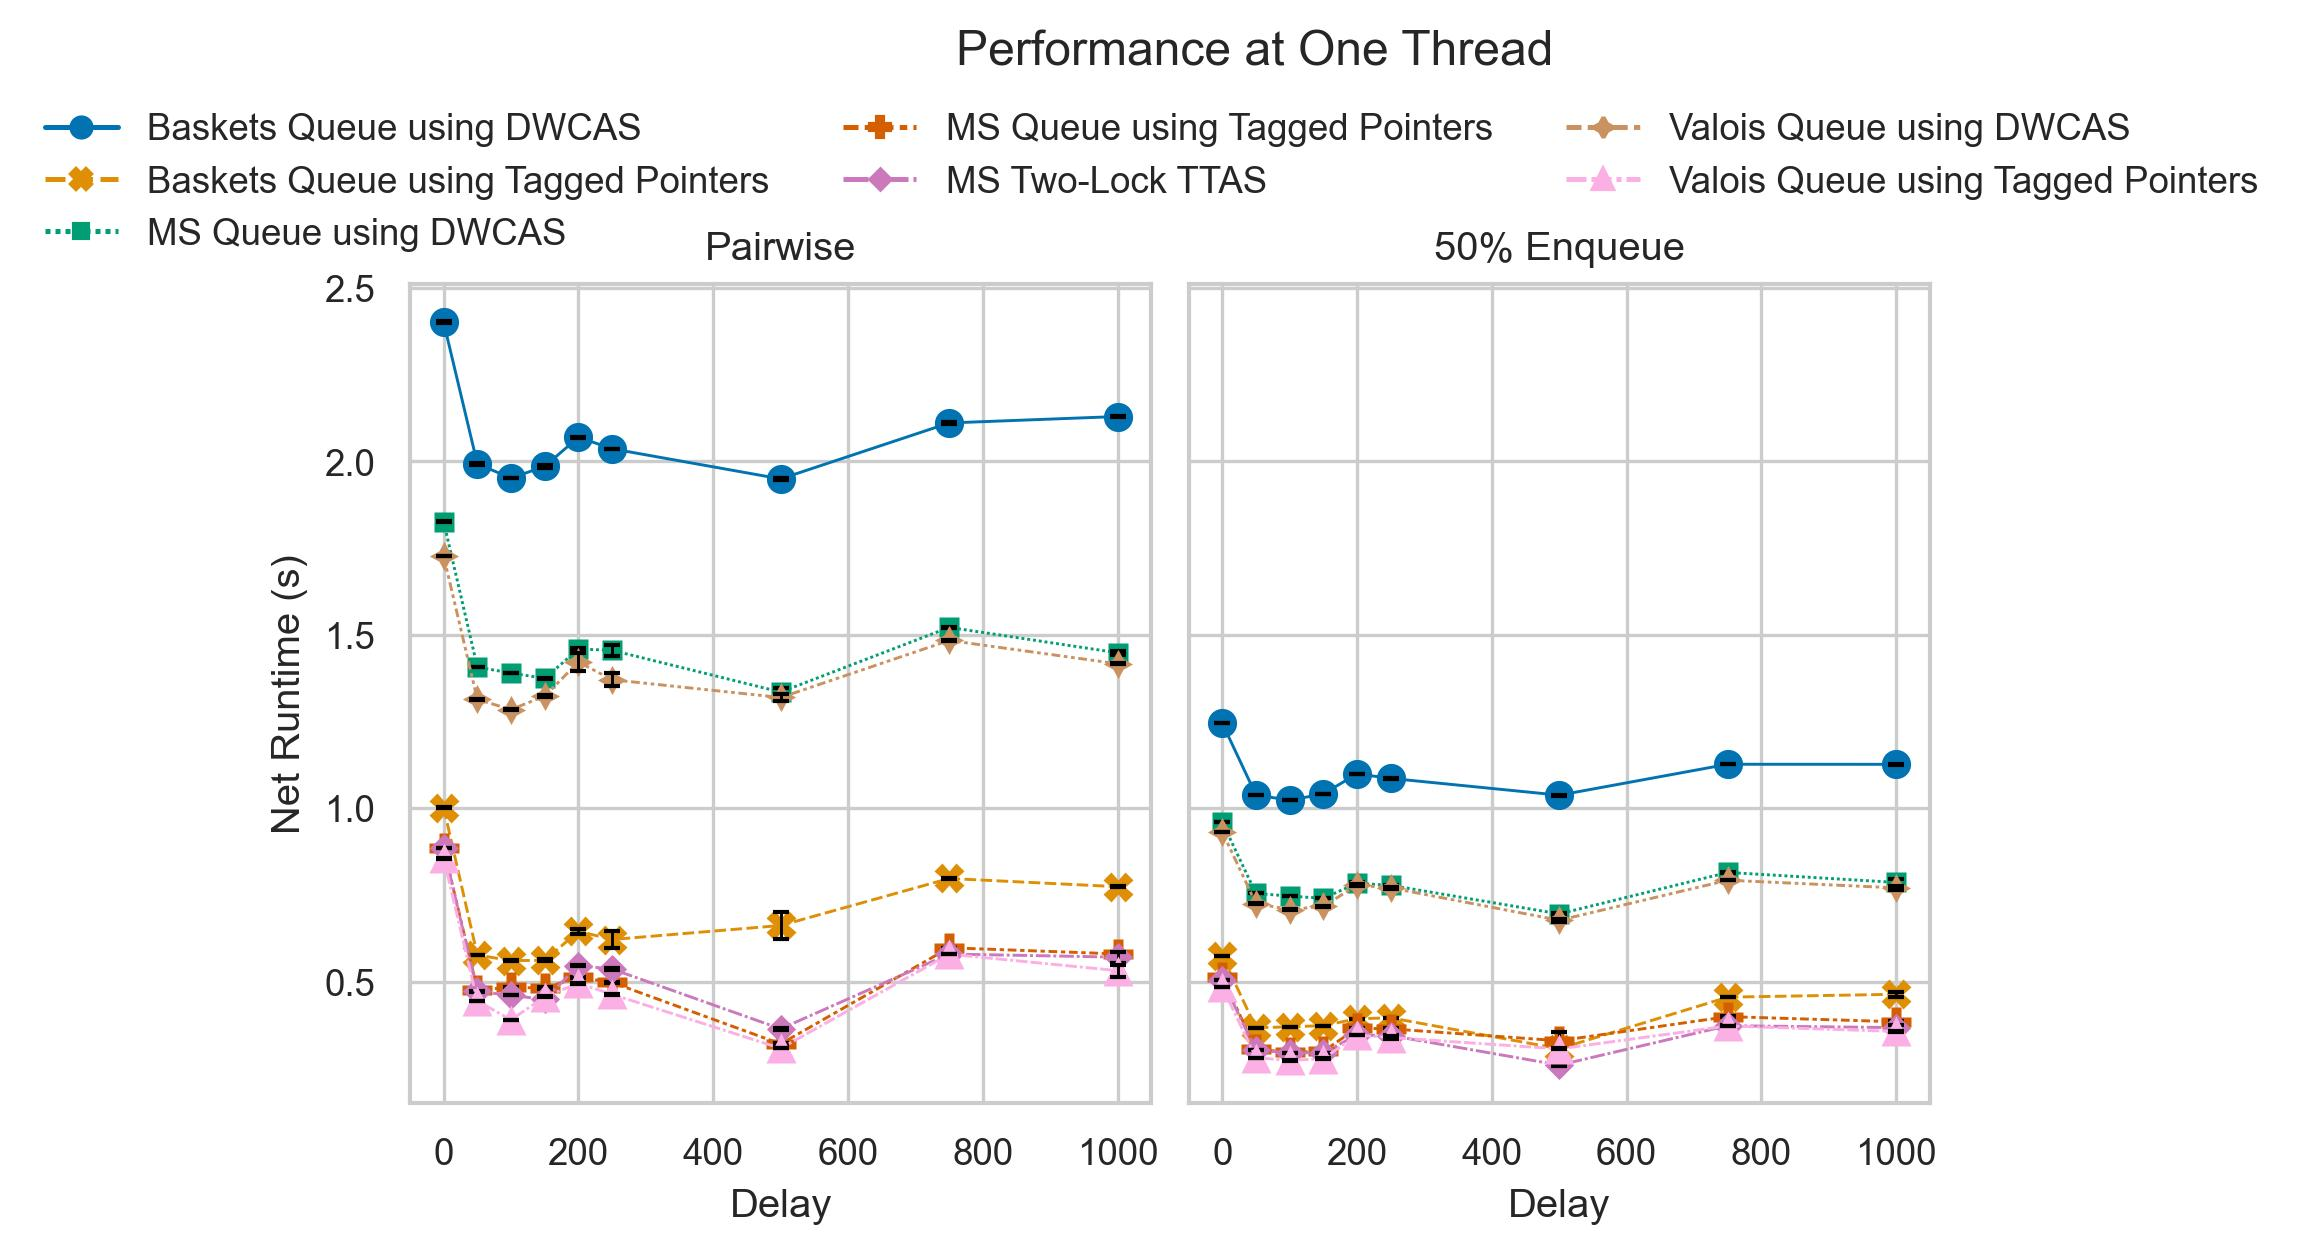 Performance at One Thread
Baskets Queue using DWCAS
Baskets Queue using Tagged Pointers
MS Queue using DWCAS
MS Queue using Tagged Pointers
MS Two-Lock TTAS
Valois Queue using DWCAS
Valois Queue using Tagged Pointers
Pairwise
50% Enqueue
Net Runtime (s)
2.5
2.0
1.5
1.0
0.5
0 200 400 600 800 1000
0 200 400 600 800 1000
Delay
Delay